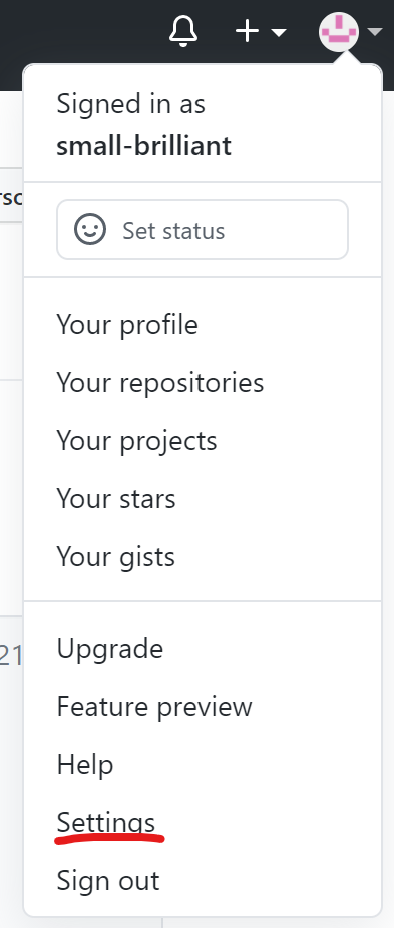 Signed in as
small-brilliant
Set status
Your profile
Your repositories
Your projects
Your stars
Your gists
21
Upgrade
Feature preview
Help
Settings
Sign out